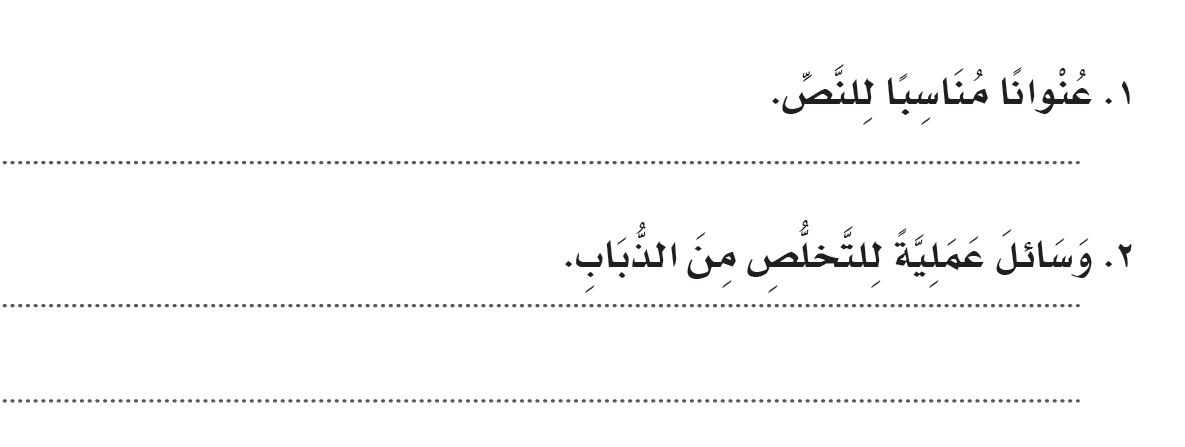 ١. عُنْوانًا مُنَاسِبًا لِلنَّصِّ.
٢. وَسَائلَ عَمَلِيَّةً لِلتَّخلُّصِ مِنَ الذُّبَابِ.